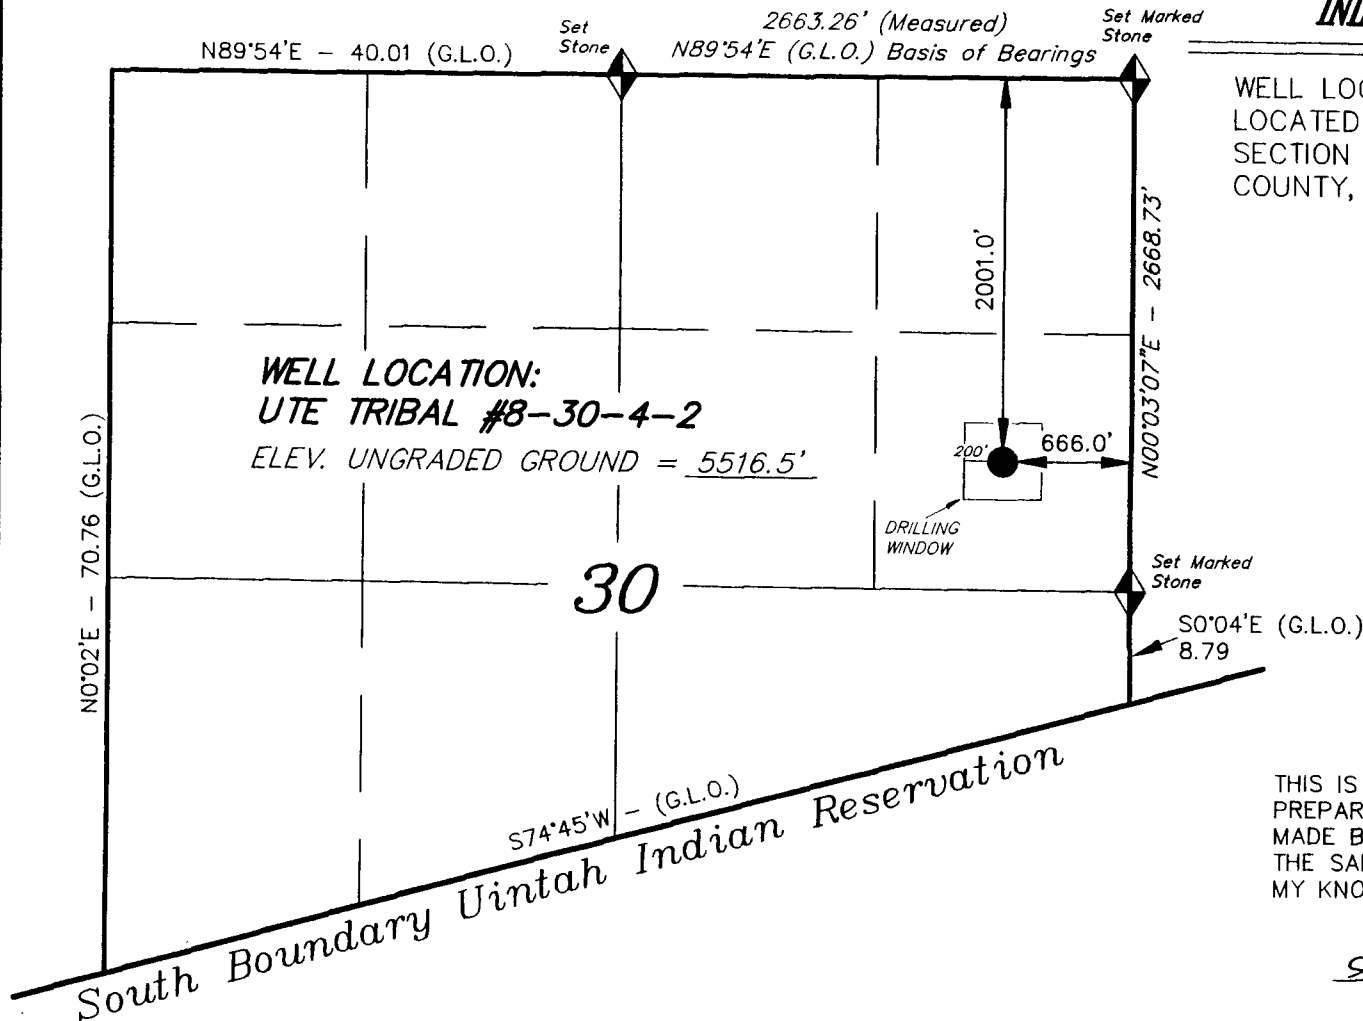 Set
Stone
2663.26' (Measured)
Set Marked
Stone
N89°54'E - 40.01 (G.L.O.)
N89°54'E (G.L.O.) Basis of Bearings
WELL
LOCATED
SECTION
COUNTY,
2001.0'
N00°03'07"E - 2668.73'
WELL LOCATION:
UTE TRIBAL #8-30-4-2
ELEV. UNGRADED GROUND = 5516.5'
200'
666.0'
DRILLING
WINDOW
N0°02'E - 70.76 (G.L.O.)
30
Set Marked
Stone
S0°04'E (G.L.O.)
8.79
S74°45'W - (G.L.O.)
South Boundary Uintah Indian Reservation
THIS IS
PREPAR
MADE B
THE SA
MY KNO